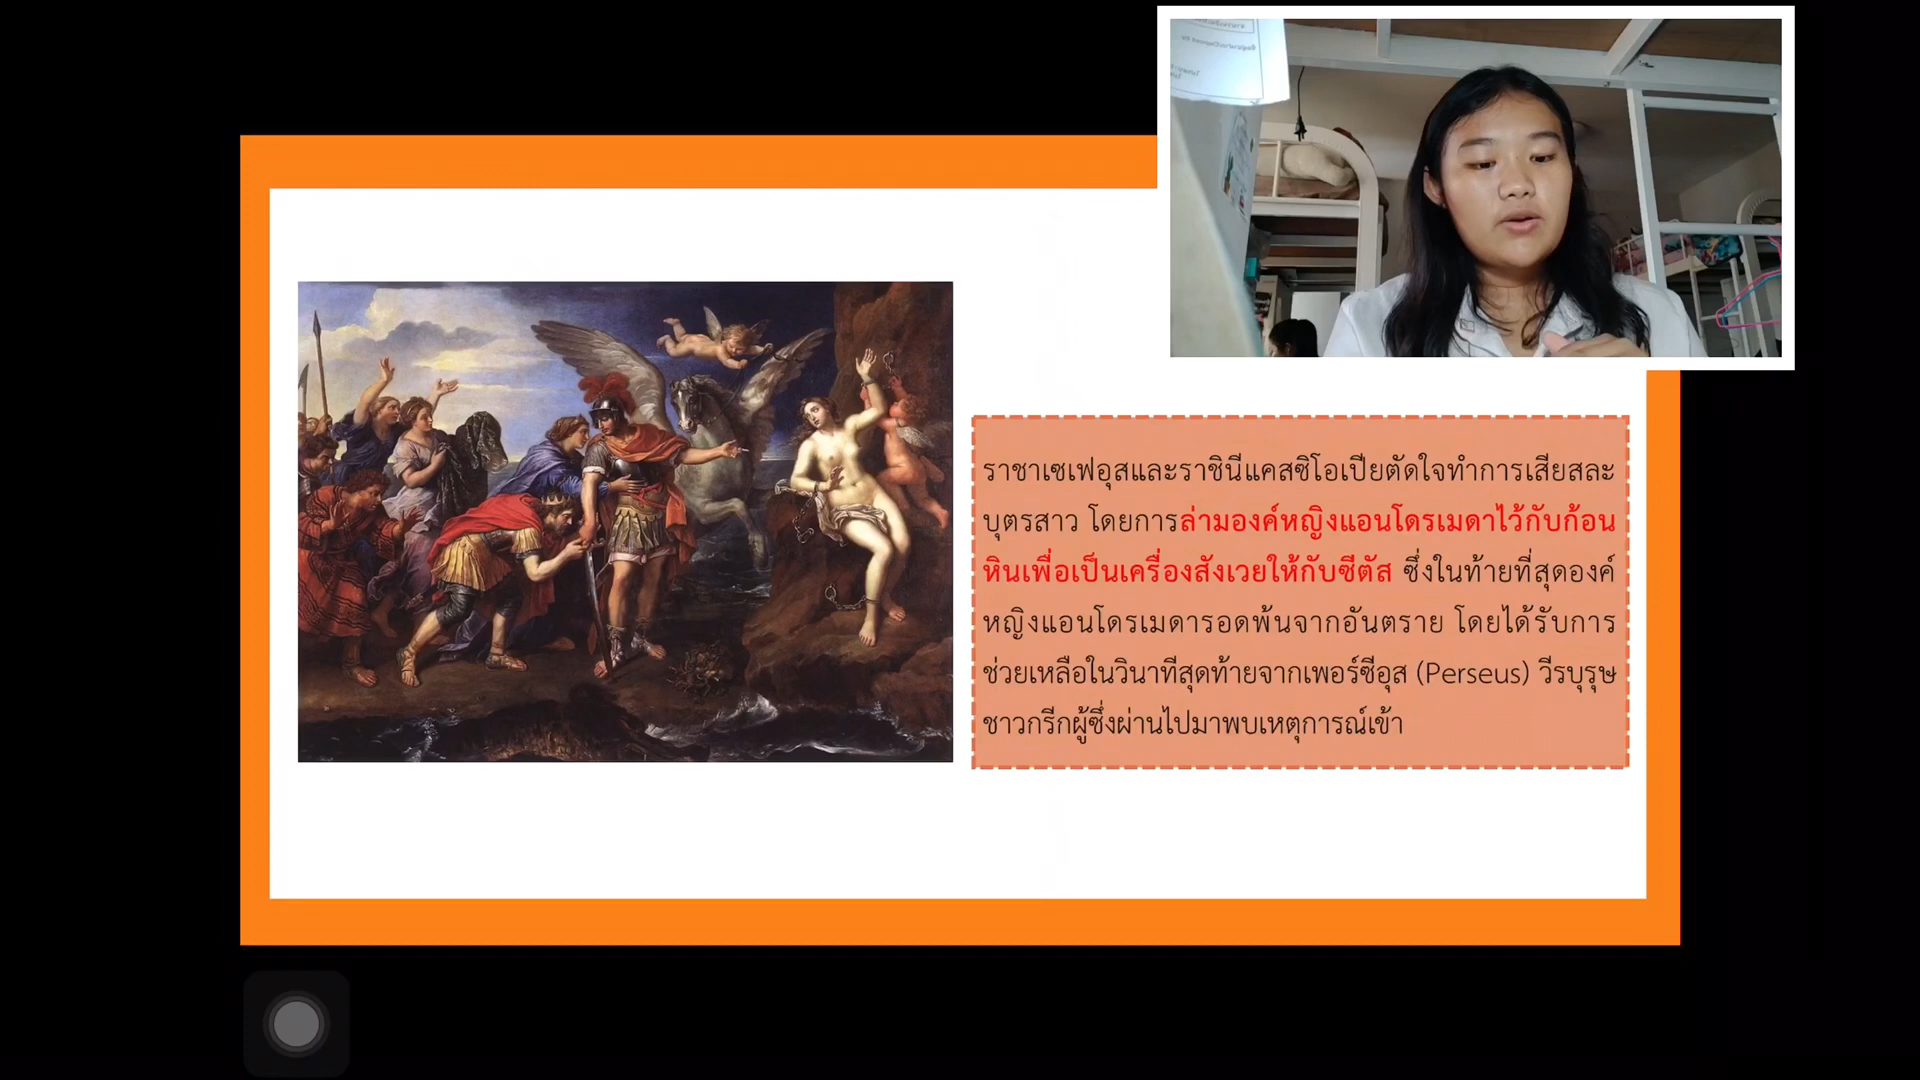 ราชาเซเฟอุสและราชินีแคสซิโอเปียตัดใจทำการเสียสละ
บุตรสาว โดยการล่ามองค์หญิงแอนโดรเมดาไว้กับก้อน
หินเพื่อเป็นเครื่องสังเวยให้กับซีตัส ซึ่งในท้ายที่สุดองค์
หญิงแอนโดรเมดารอดพ้นจากอันตราย โดยได้รับการ
ช่วยเหลือในวินาทีสุดท้ายจากเพอร์ซีอุส (Perseus) วีรบุรุษ
ชาวกรีกผู้ซึ่งผ่านไปมาพบเหตุการณ์เข้า